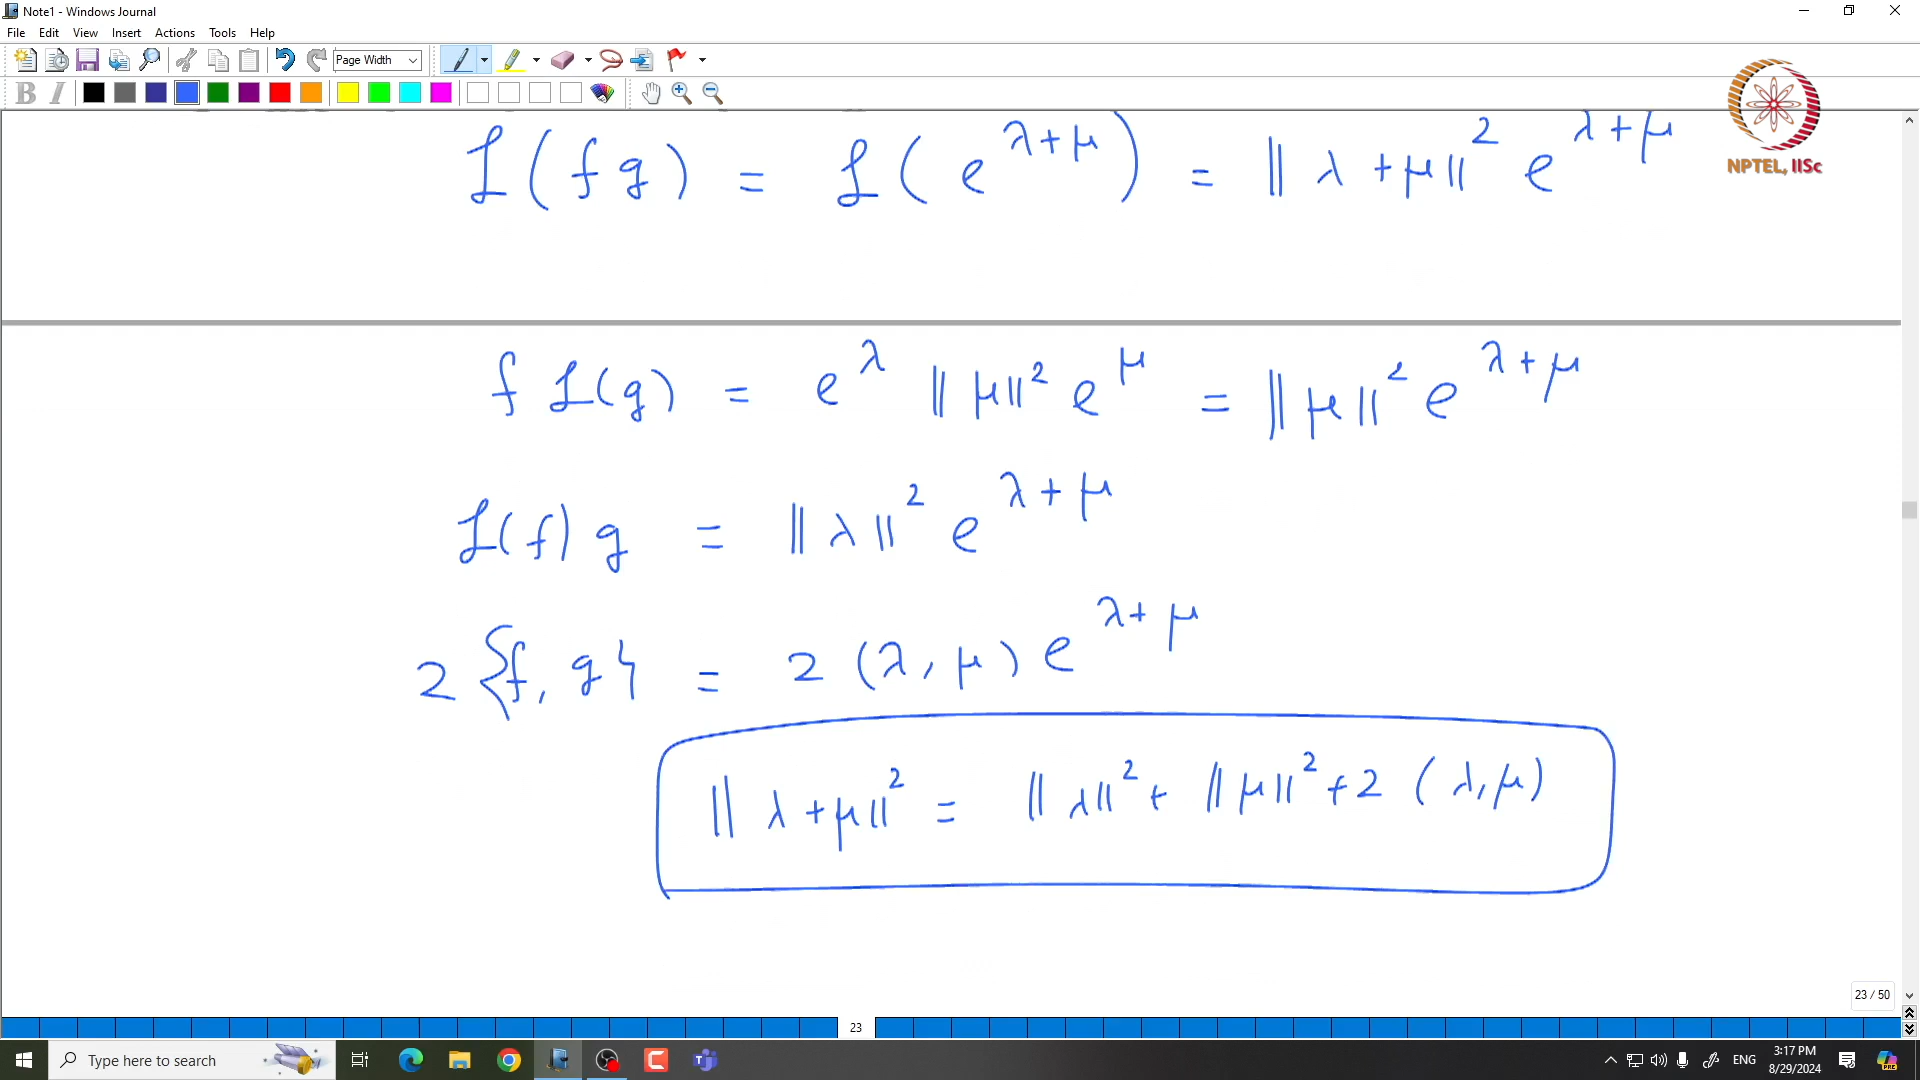 Note1 - Windows Journal
File Edit View Insert Actions Tools Help
Page Width
B I
NPTEL, IISc
ℒ(fg) = ℒ(e^{λ+μ}) = ‖λ+μ‖² e^{λ+μ}
f ℒ(g) = e^λ ‖μ‖² e^μ = ‖μ‖² e^{λ+μ}
ℒ(f) g = ‖λ‖² e^{λ+μ}
2 {f, g} = 2 (λ, μ) e^{λ+μ}
‖λ+μ‖² = ‖λ‖² + ‖μ‖² + 2 (λ, μ)
23 / 50
23
Type here to search
ENG
3:17 PM
8/29/2024